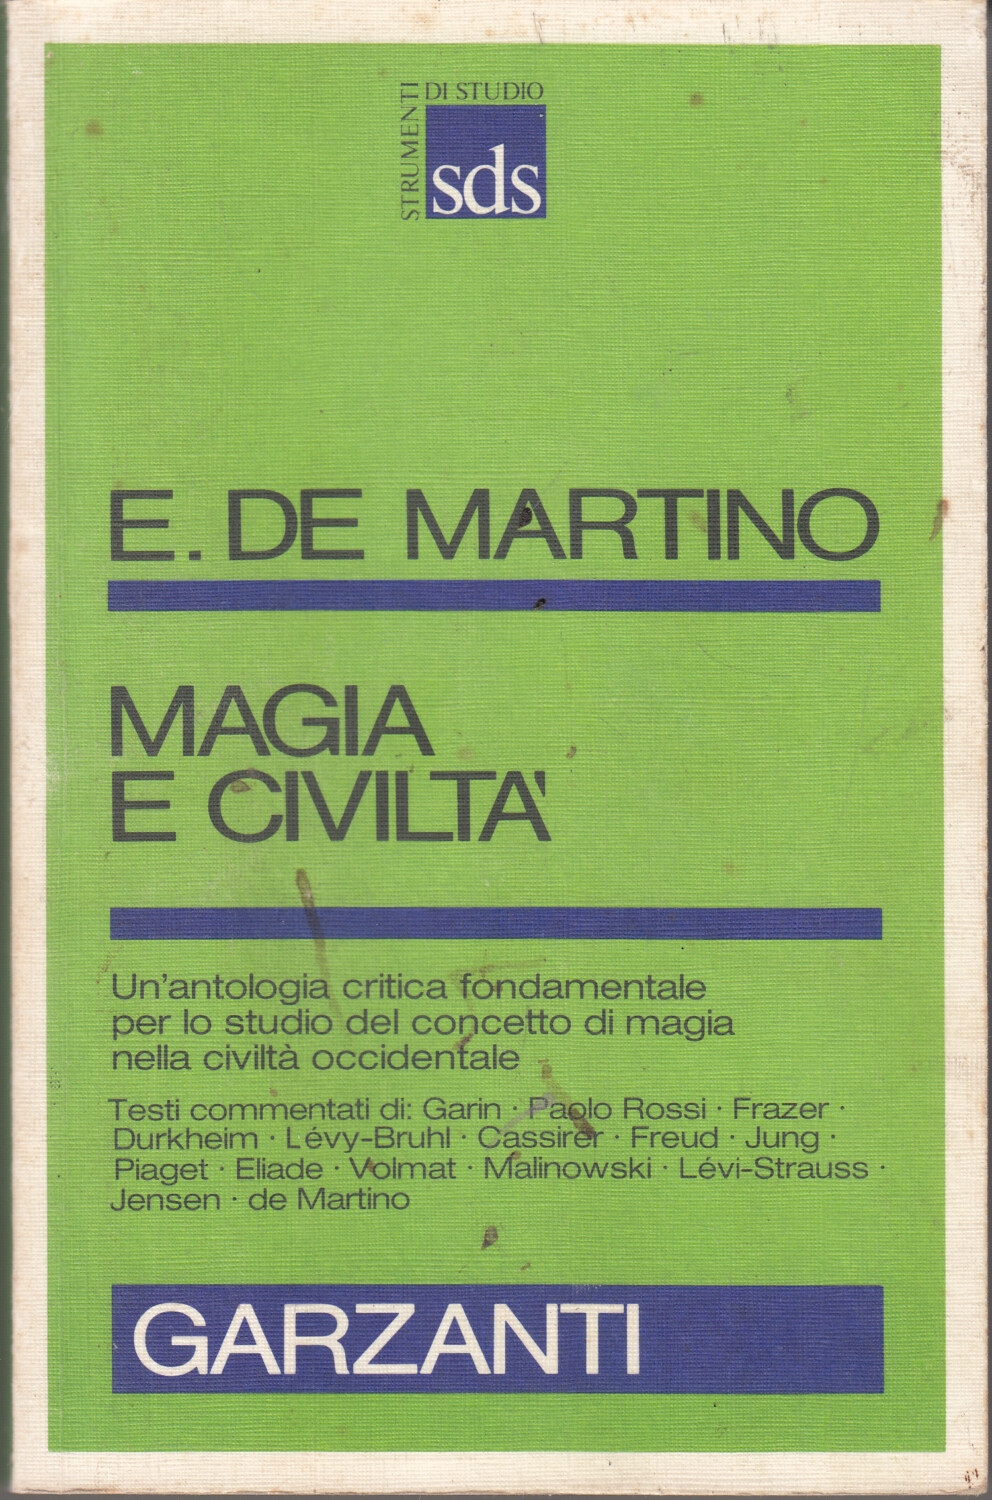 STRUMENTI
DI STUDIO
sds
E. DE MARTINO
MAGIA
E CIVILTA'
Un'antologia critica fondamentale
per lo studio del concetto di magia
nella civiltà occidentale
Testi commentati di: Garin · Paolo Rossi · Frazer ·
Durkheim · Lévy-Bruhl · Cassirer · Freud · Jung ·
Piaget · Eliade · Volmat · Malinowski · Lévi-Strauss ·
Jensen · de Martino
GARZANTI